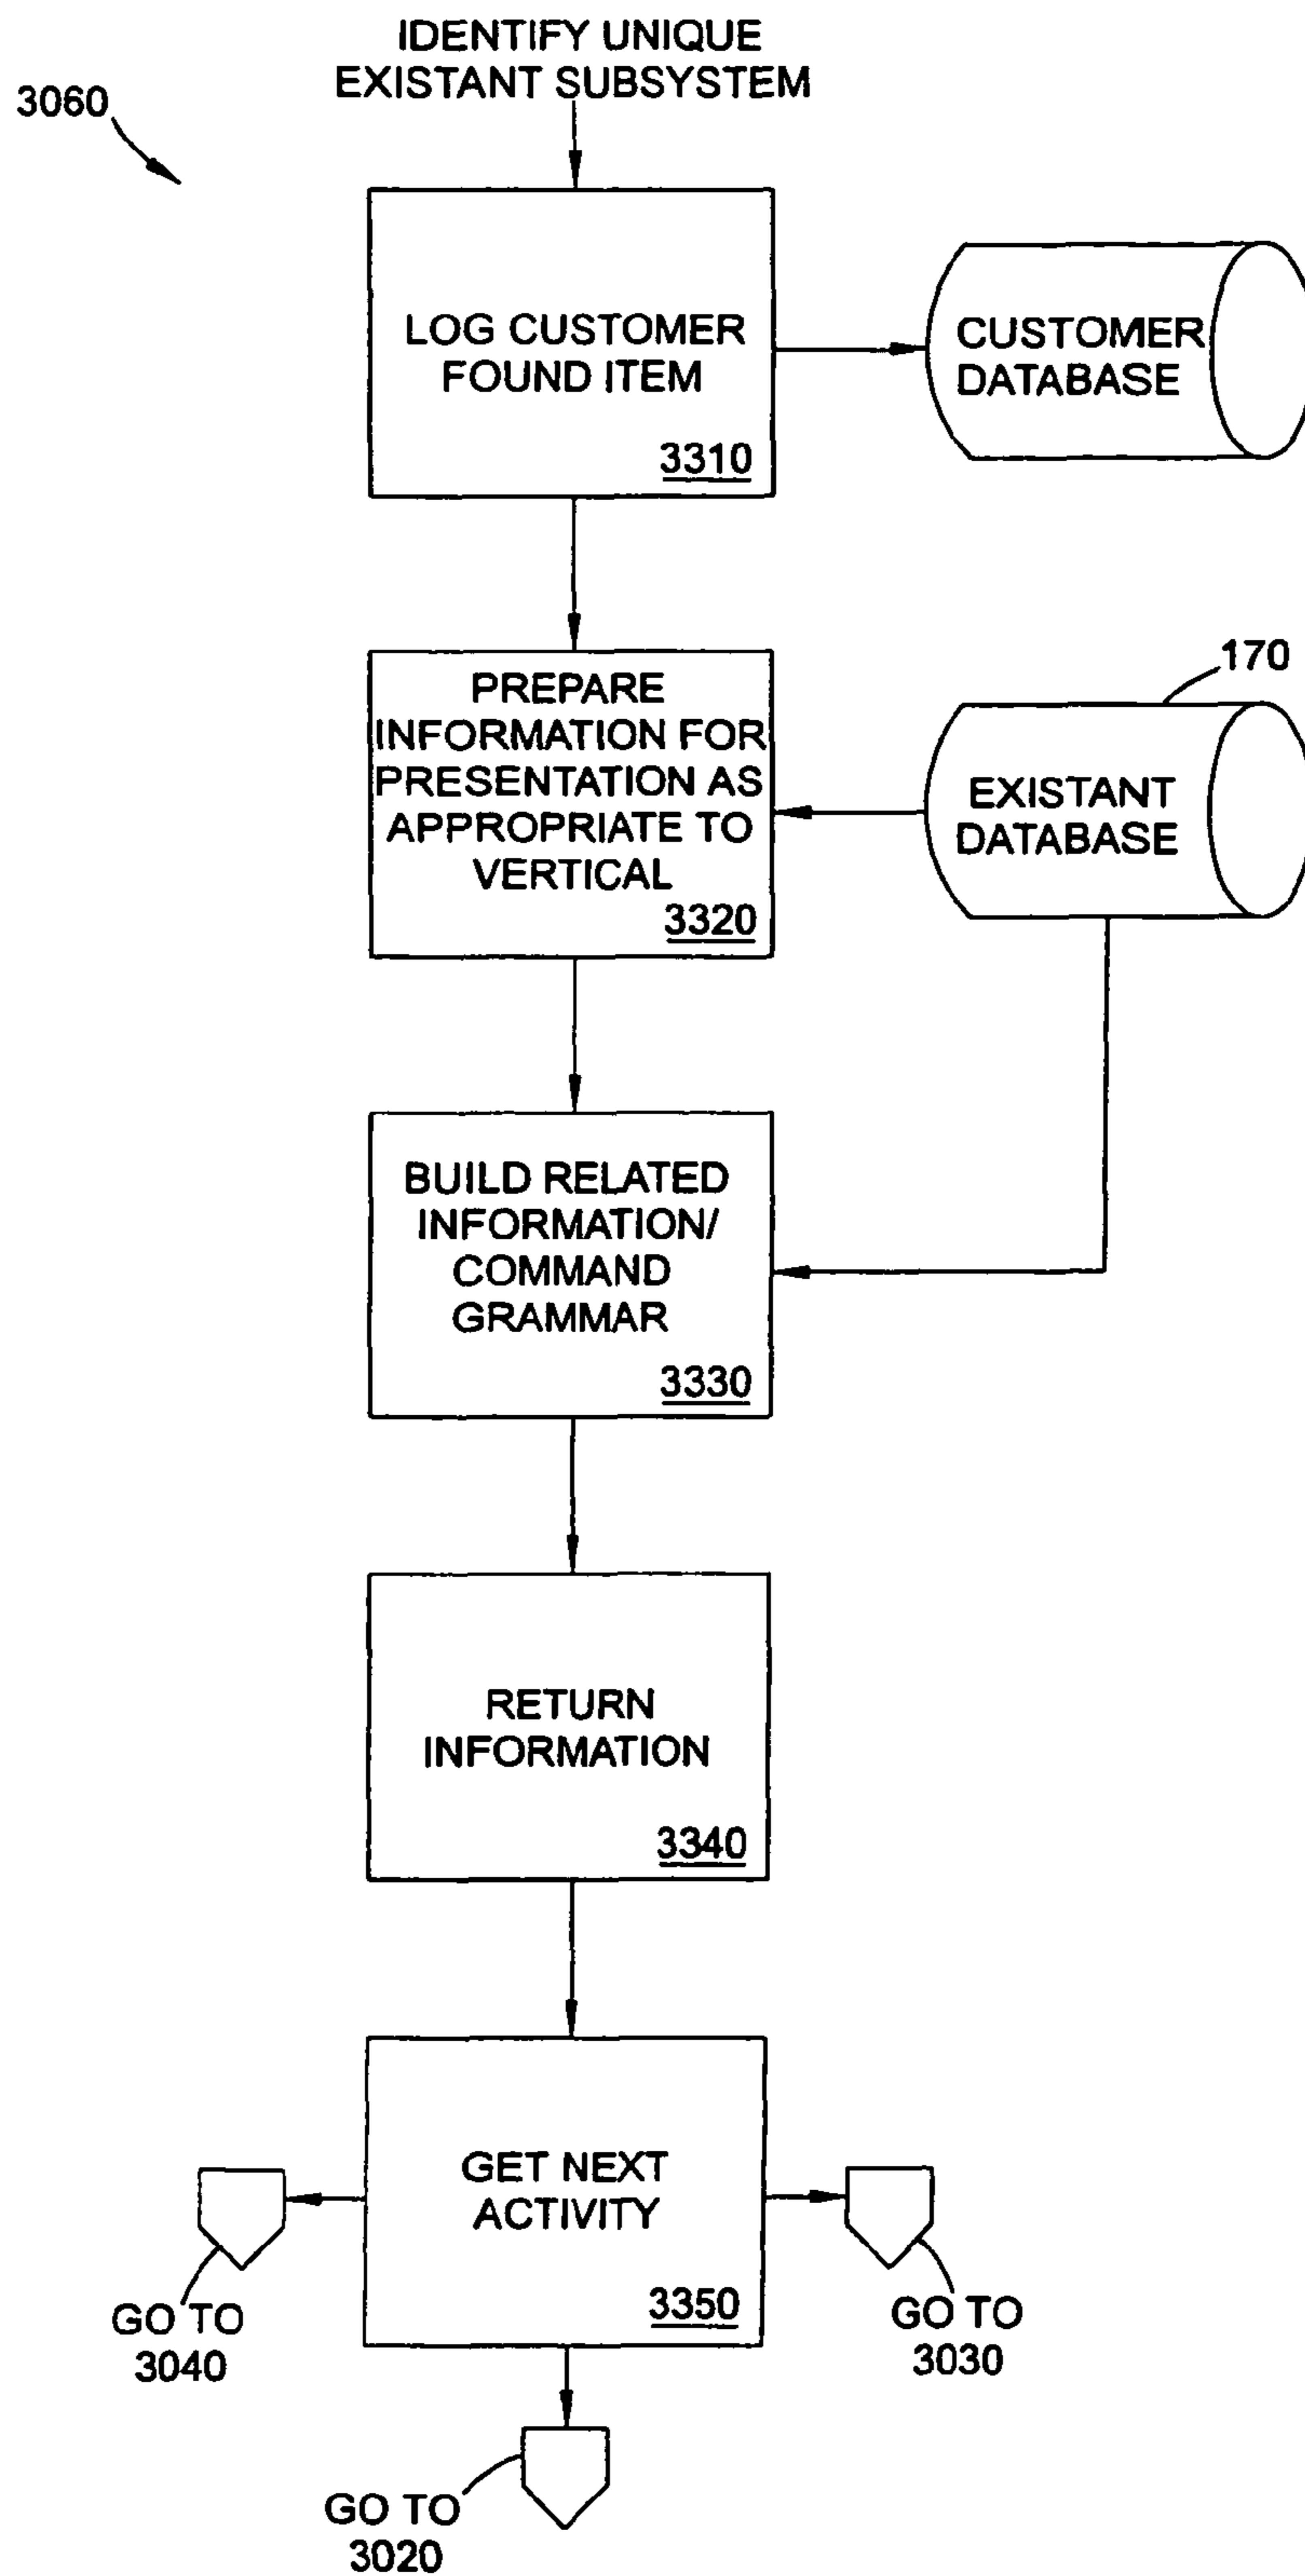 IDENTIFY UNIQUE
EXISTANT SUBSYSTEM
3060
LOG CUSTOMER
FOUND ITEM
3310
CUSTOMER
DATABASE
PREPARE
INFORMATION FOR
PRESENTATION AS
APPROPRIATE TO
VERTICAL
3320
170
EXISTANT
DATABASE
BUILD RELATED
INFORMATION/
COMMAND
GRAMMAR
3330
RETURN
INFORMATION
3340
GET NEXT
ACTIVITY
3350
GO TO
3040
GO TO
3030
GO TO
3020